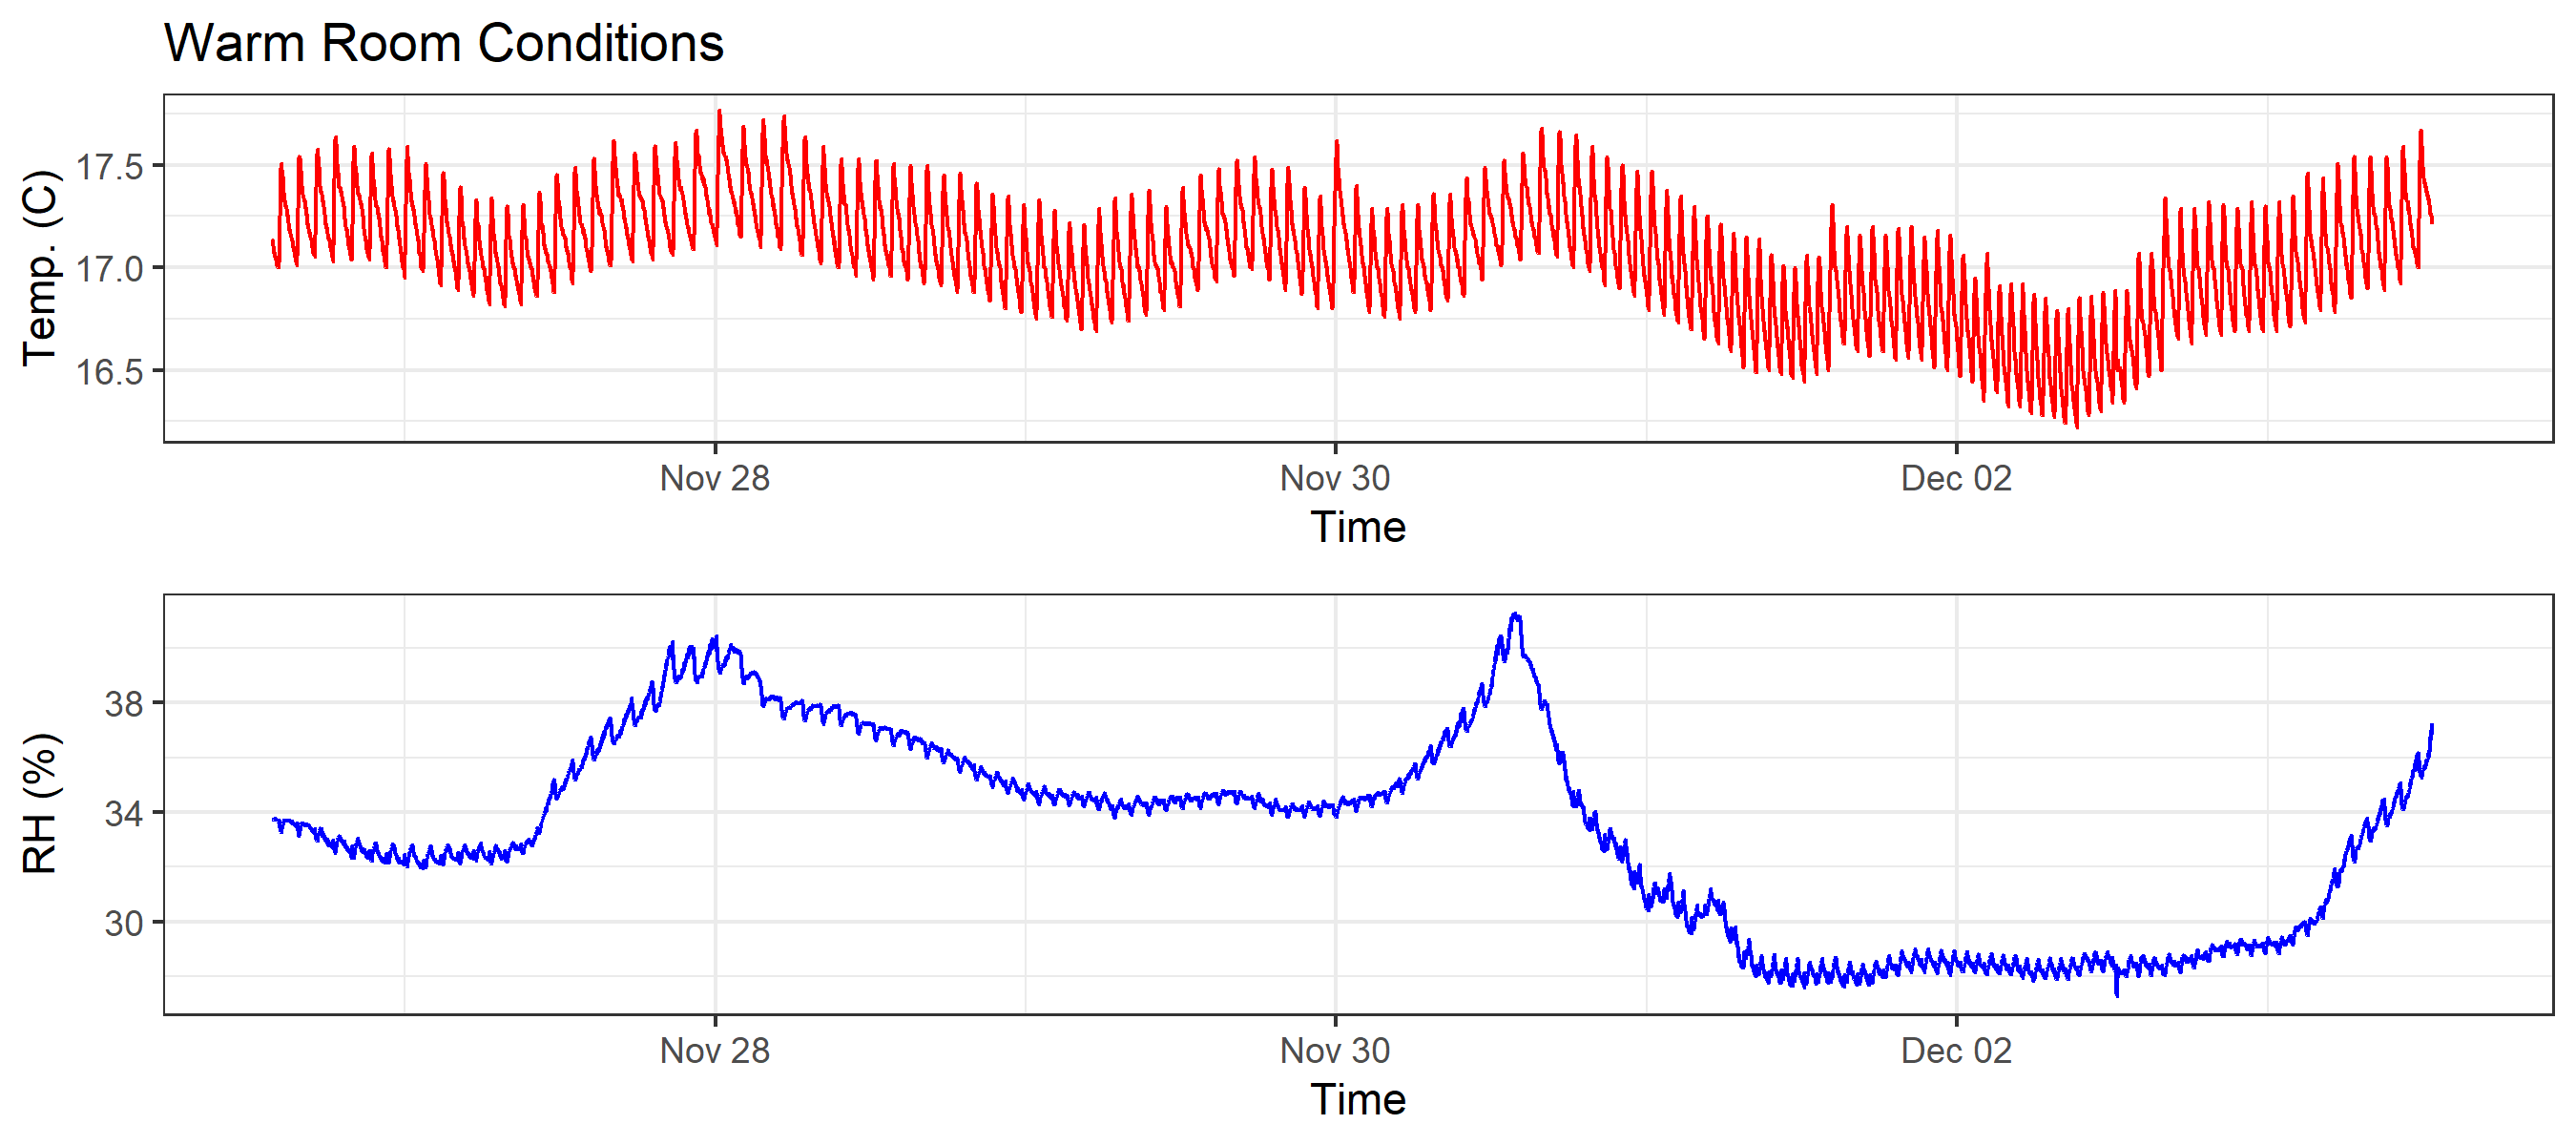 Warm Room Conditions
Temp. (C)
17.5
17.0
16.5
Nov 28 Nov 30 Dec 02
Time
RH (%)
38
34
30
Nov 28 Nov 30 Dec 02
Time